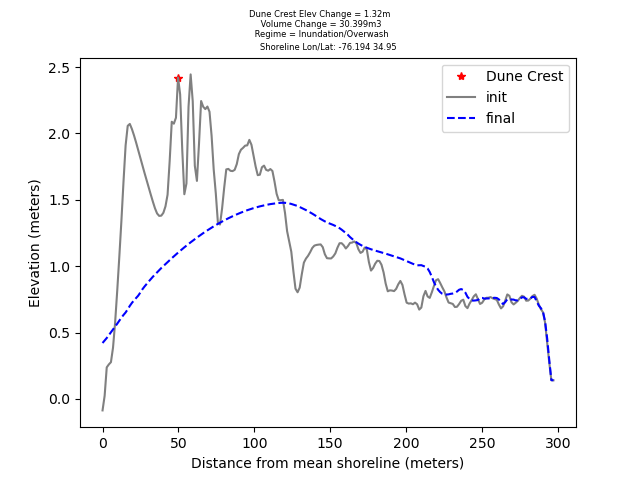 Dune Crest Elev Change = 1.32m
Volume Change = 30.399m3
Regime = Inundation/Overwash
Shoreline Lon/Lat: -76.194 34.95
Dune Crest
init
final
2.5
2.0
1.5
1.0
0.5
0.0
Elevation (meters)
0 50 100 150 200 250 300
Distance from mean shoreline (meters)